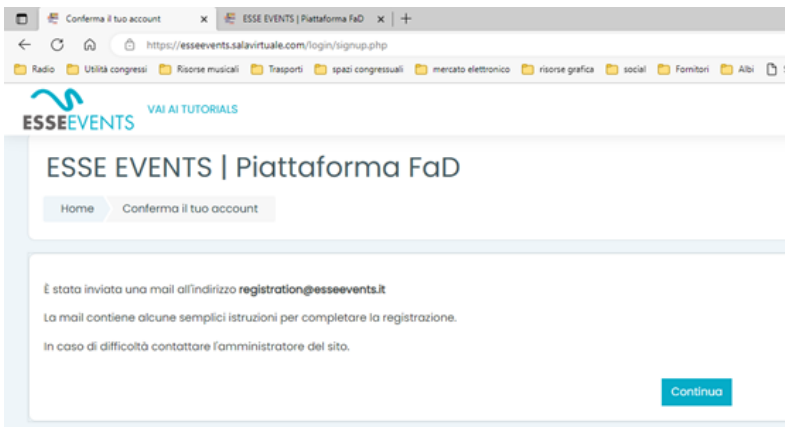 Conferma il tuo account
ESSE EVENTS | Piattaforma FaD
https://esseevents.salavirtuale.com/login/signup.php
Radio Utilità congressi Risorse musicali Trasporti spazi congressuali mercato elettronico risorse grafica social Fornitori Albi
ESSEEVENTS
VAI AI TUTORIALS
ESSE EVENTS | Piattaforma FaD
Home Conferma il tuo account
È stata inviata una mail all'indirizzo registration@esseevents.it
La mail contiene alcune semplici istruzioni per completare la registrazione.
In caso di difficoltà contattare l'amministratore del sito.
Continua